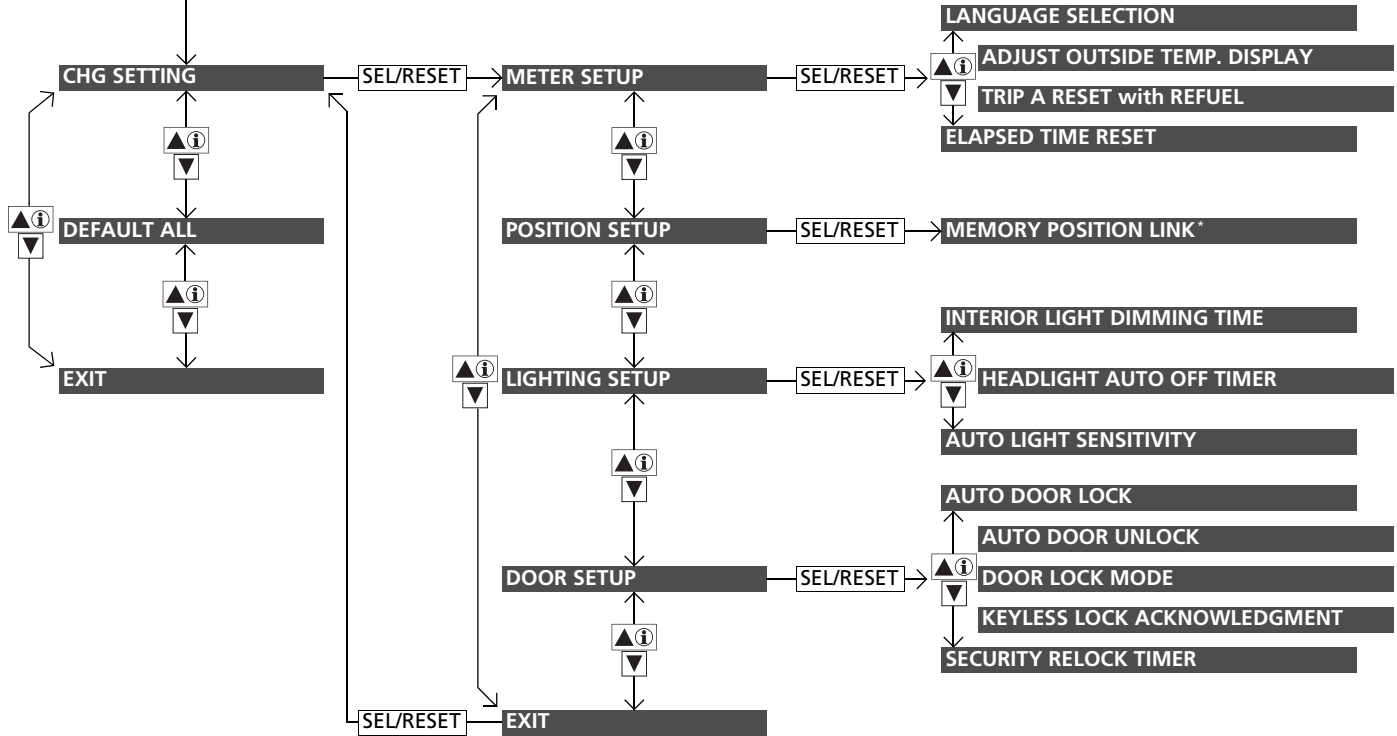 LANGUAGE SELECTION
ADJUST OUTSIDE TEMP. DISPLAY
CHG SETTING
SEL/RESET
METER SETUP
SEL/RESET
TRIP A RESET with REFUEL
ELAPSED TIME RESET
DEFAULT ALL
POSITION SETUP
SEL/RESET
MEMORY POSITION LINK*
INTERIOR LIGHT DIMMING TIME
EXIT
LIGHTING SETUP
SEL/RESET
HEADLIGHT AUTO OFF TIMER
AUTO LIGHT SENSITIVITY
AUTO DOOR LOCK
AUTO DOOR UNLOCK
DOOR SETUP
SEL/RESET
DOOR LOCK MODE
KEYLESS LOCK ACKNOWLEDGMENT
SECURITY RELOCK TIMER
SEL/RESET
EXIT